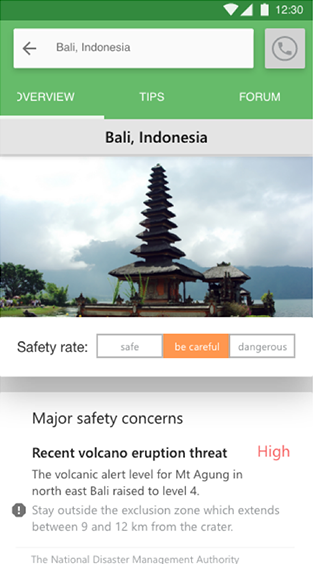 12:30
Bali, Indonesia
OVERVIEW TIPS FORUM
Bali, Indonesia
Safety rate: safe be careful dangerous
Major safety concerns
Recent volcano eruption threat High
The volcanic alert level for Mt Agung in
north east Bali raised to level 4.
Stay outside the exclusion zone which extends
between 9 and 12 km from the crater.
The National Disaster Management Authority